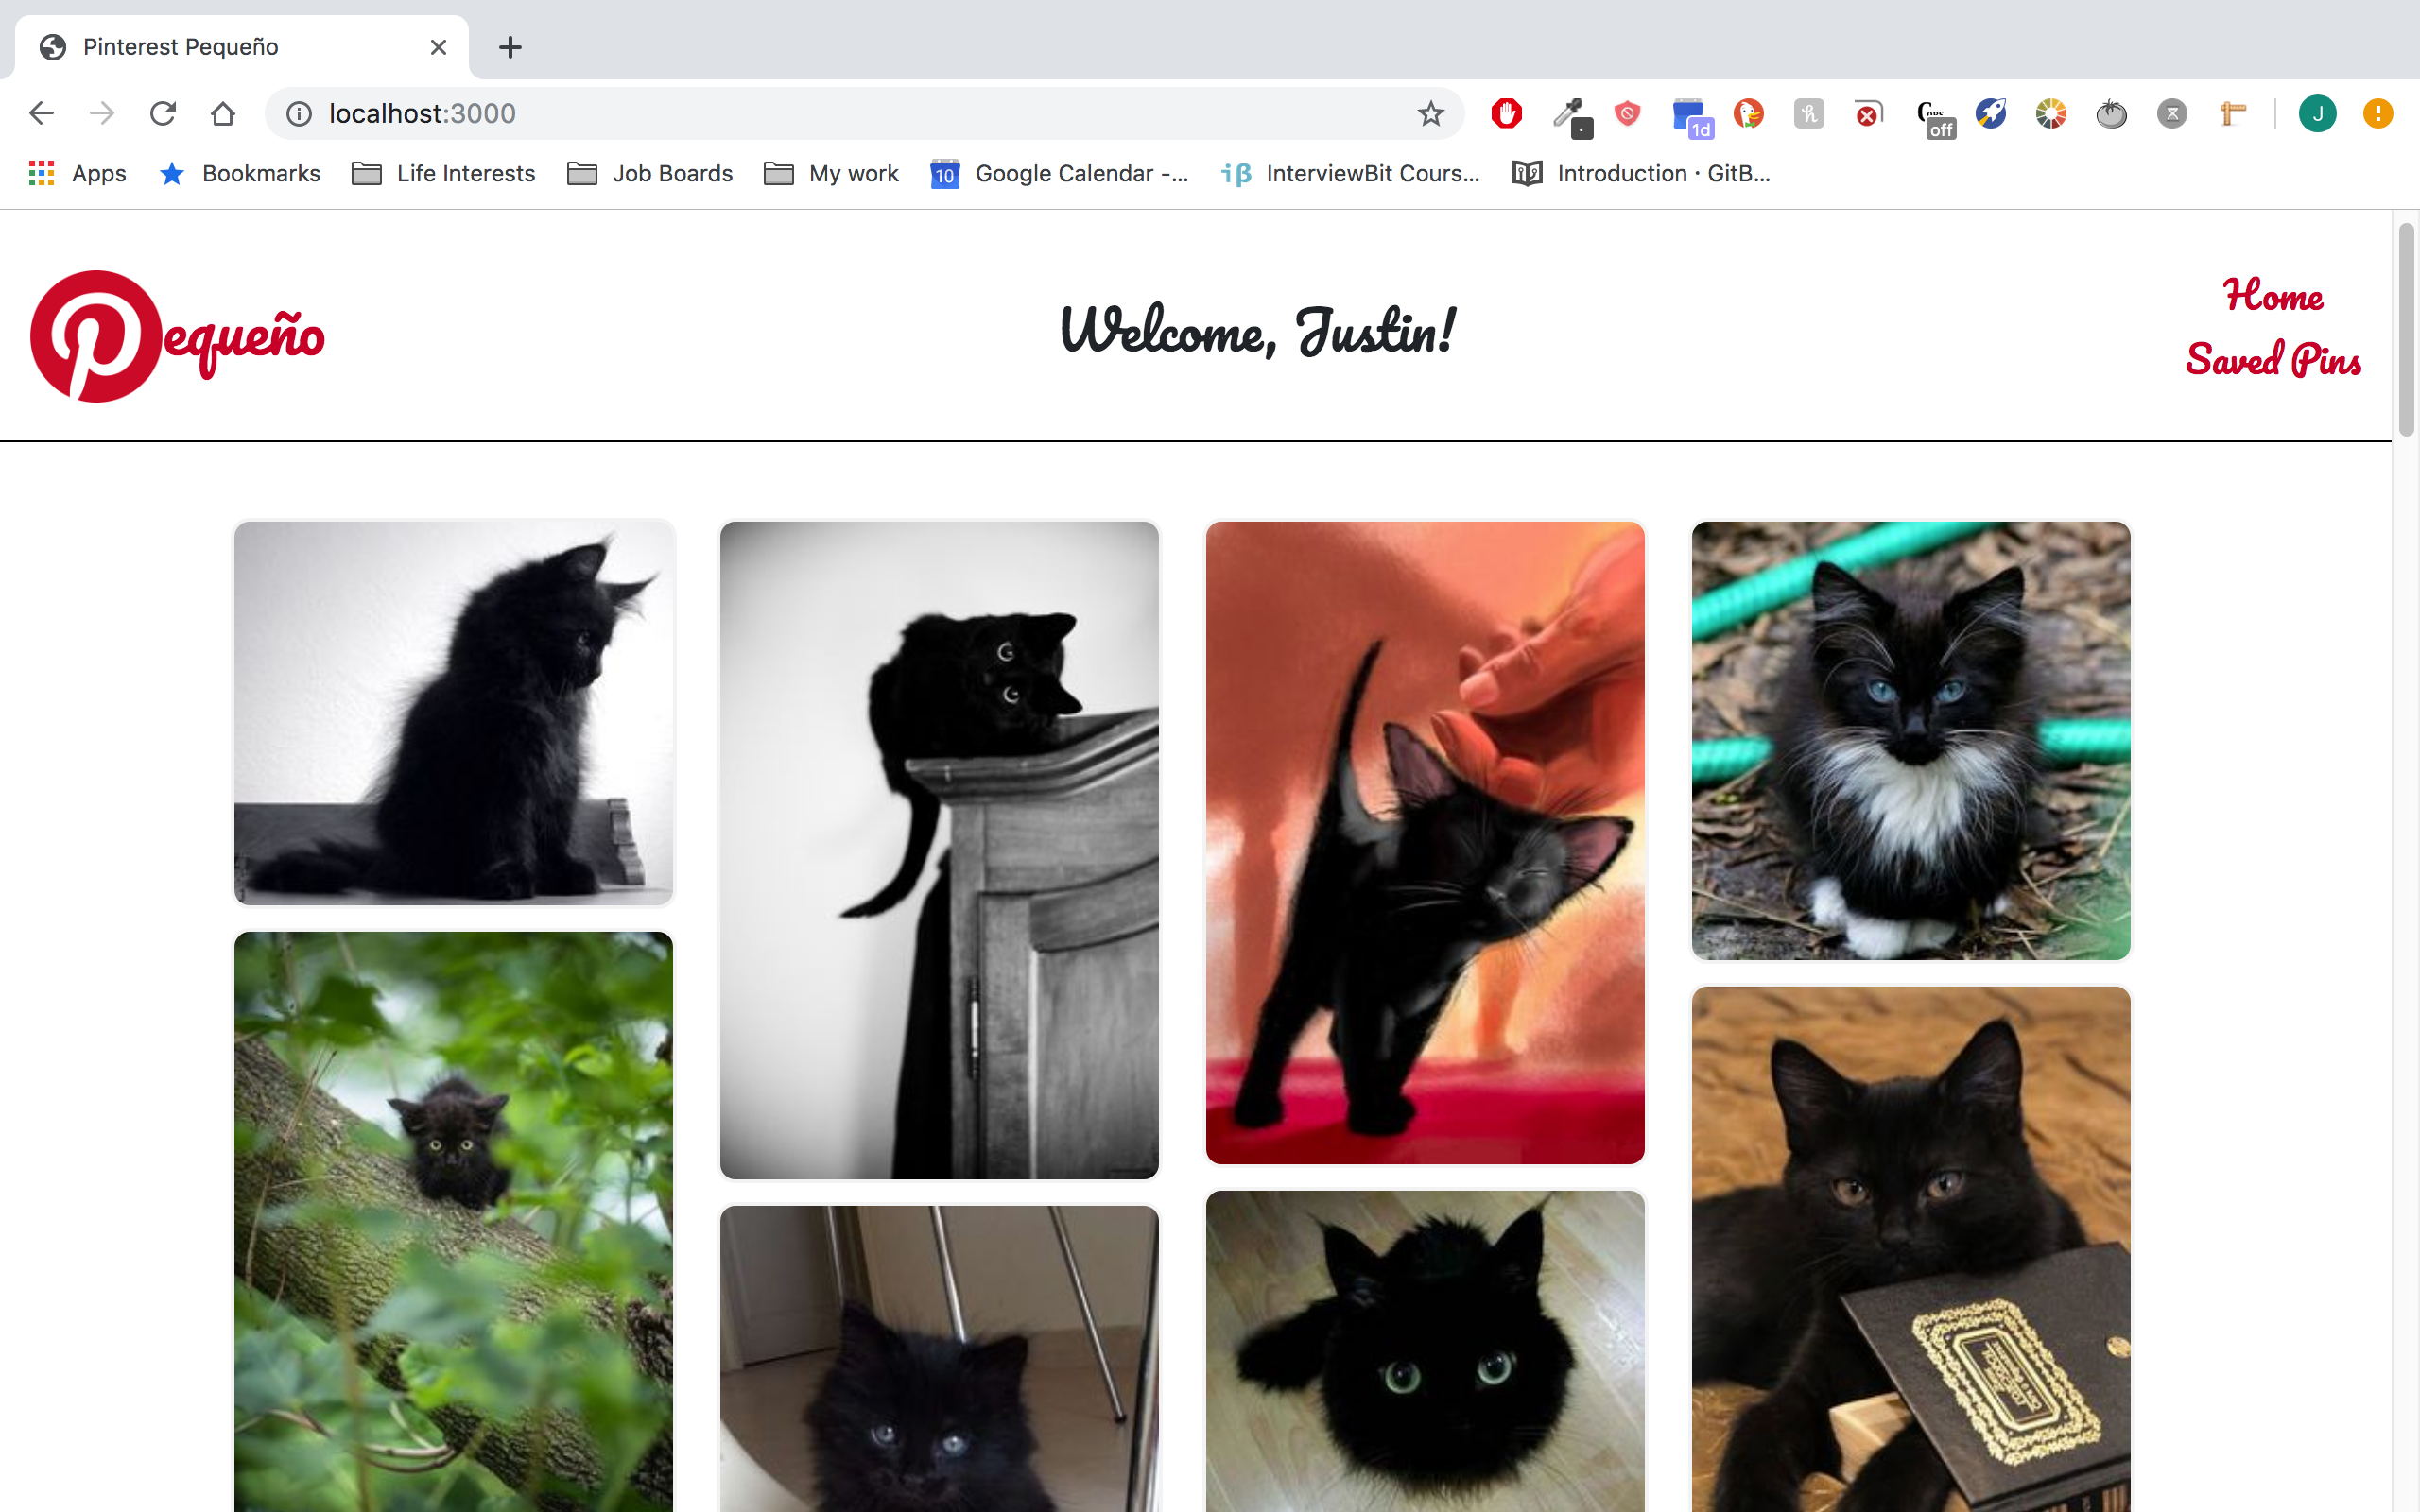 Pinterest Pequeño
localhost:3000
1d
off
J
Apps
Bookmarks
Life Interests
Job Boards
My work
10
Google Calendar -...
iβ
InterviewBit Cours...
Introduction · GitB...
Pequeño
Welcome, Justin!
Home
Saved Pins